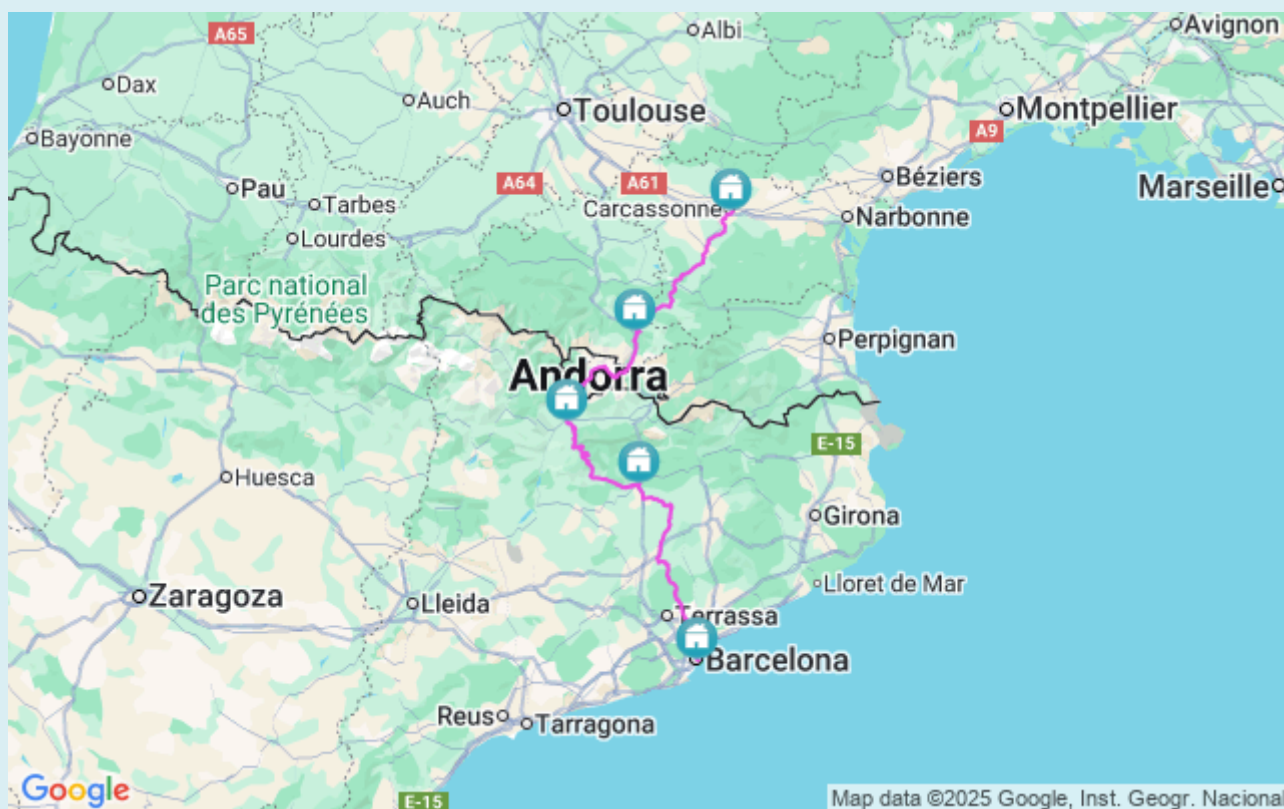 Avignon
A65
Albi
Dax
Auch
Toulouse
Montpellier
A9
Bayonne
Béziers
A64
A61
Pau
Marseille
Tarbes
Carcassonne
Narbonne
Lourdes
Parc national
des Pyrénées
Perpignan
Andorra
E-15
Huesca
Girona
Lloret de Mar
Zaragoza
Lleida
Terrassa
Barcelona
Reus
Tarragona
Google
E-15
Map data ©2025 Google, Inst. Geogr. Naciona